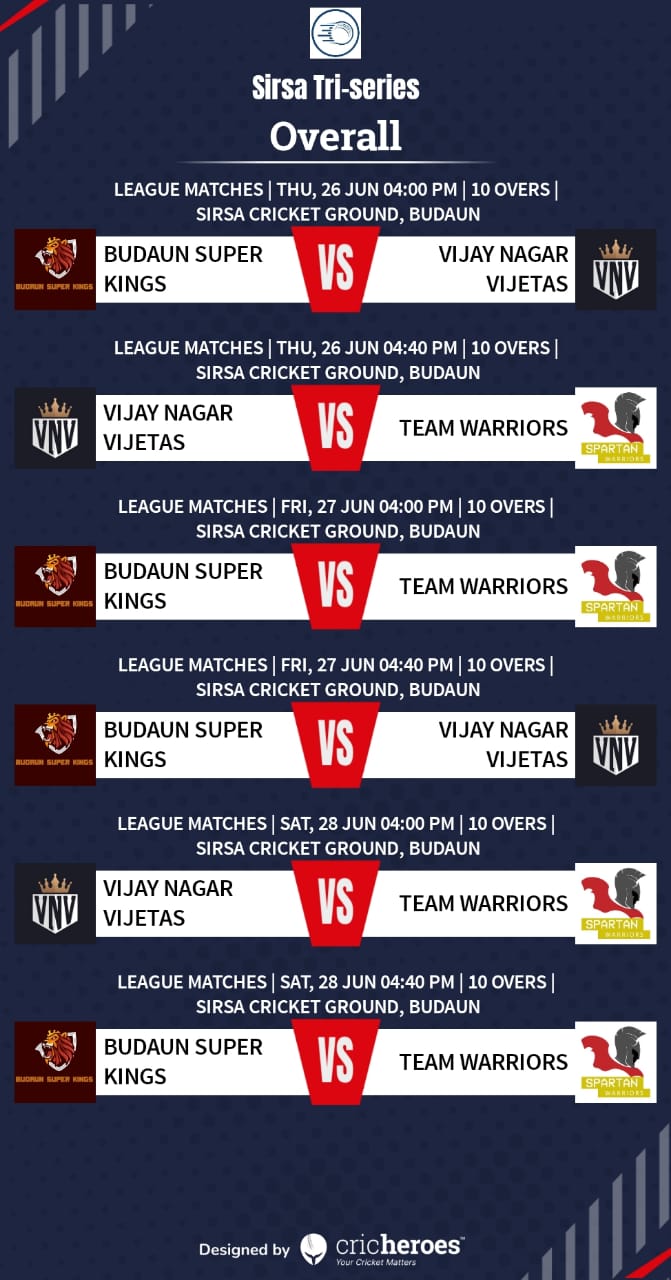 Sirsa Tri-series
Overall
LEAGUE MATCHES | THU, 26 JUN 04:00 PM | 10 OVERS |
SIRSA CRICKET GROUND, BUDAUN
BUDAUN SUPER KINGS
BUDAUN SUPER
KINGS
VS
VIJAY NAGAR
VIJETAS
VNV
LEAGUE MATCHES | THU, 26 JUN 04:40 PM | 10 OVERS |
SIRSA CRICKET GROUND, BUDAUN
VNV
VIJAY NAGAR
VIJETAS
VS
TEAM WARRIORS
SPARTAN
WARRIORS
LEAGUE MATCHES | FRI, 27 JUN 04:00 PM | 10 OVERS |
SIRSA CRICKET GROUND, BUDAUN
BUDAUN SUPER KINGS
BUDAUN SUPER
KINGS
VS
TEAM WARRIORS
SPARTAN
WARRIORS
LEAGUE MATCHES | FRI, 27 JUN 04:40 PM | 10 OVERS |
SIRSA CRICKET GROUND, BUDAUN
BUDAUN SUPER KINGS
BUDAUN SUPER
KINGS
VS
VIJAY NAGAR
VIJETAS
VNV
LEAGUE MATCHES | SAT, 28 JUN 04:00 PM | 10 OVERS |
SIRSA CRICKET GROUND, BUDAUN
VNV
VIJAY NAGAR
VIJETAS
VS
TEAM WARRIORS
SPARTAN
WARRIORS
LEAGUE MATCHES | SAT, 28 JUN 04:40 PM | 10 OVERS |
SIRSA CRICKET GROUND, BUDAUN
BUDAUN SUPER KINGS
BUDAUN SUPER
KINGS
VS
TEAM WARRIORS
SPARTAN
WARRIORS
Designed by cricheroes™
Your Cricket Matters